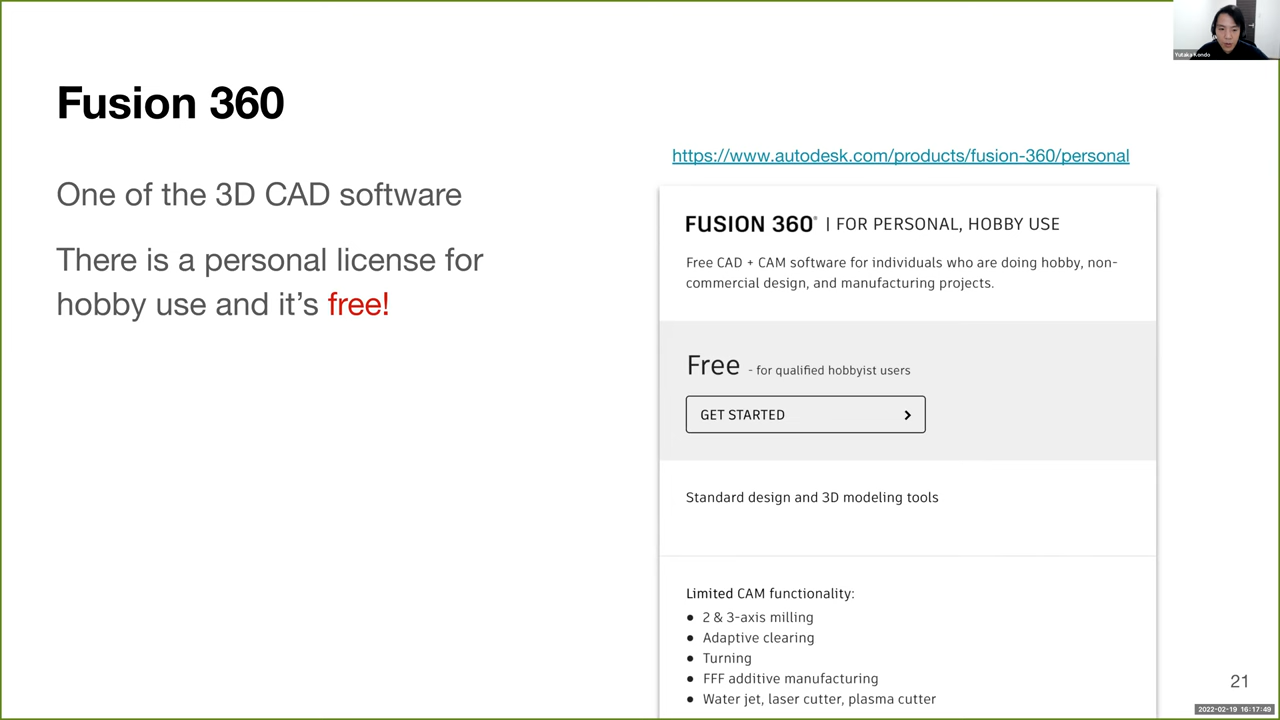 Yutaka Kondo
Fusion 360
One of the 3D CAD software
There is a personal license for
hobby use and it's free!
https://www.autodesk.com/products/fusion-360/personal
FUSION 360® | FOR PERSONAL, HOBBY USE
Free CAD + CAM software for individuals who are doing hobby, non-
commercial design, and manufacturing projects.
Free - for qualified hobbyist users
GET STARTED
Standard design and 3D modeling tools
Limited CAM functionality:
● 2 & 3-axis milling
● Adaptive clearing
● Turning
● FFF additive manufacturing
● Water jet, laser cutter, plasma cutter
21
2022-02-19 16:17:49